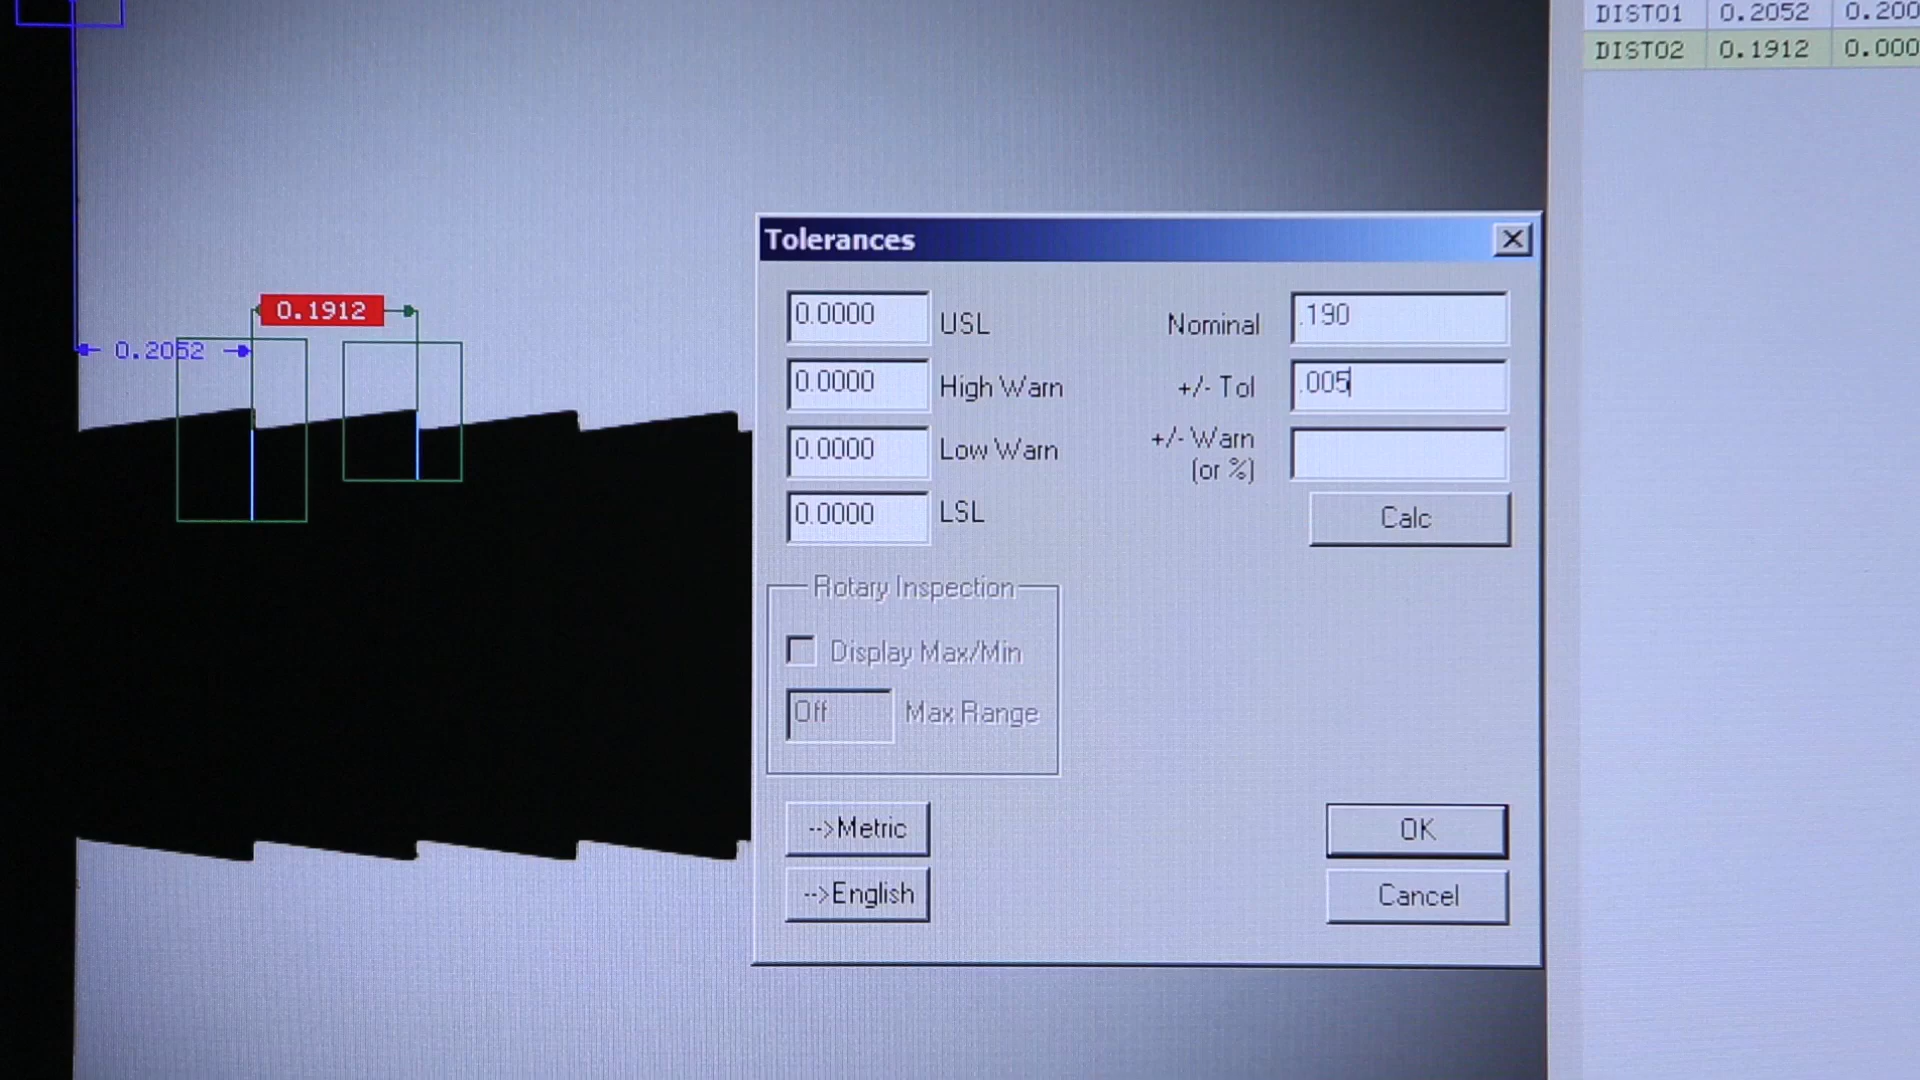 DIST01 0.2052 0.200
DIST02 0.1912 0.000
0.1912
0.2052
Tolerances
0.0000 USL
0.0000 High Warn
0.0000 Low Warn
0.0000 LSL
Nominal .190
+/- Tol .005
+/- Warn
(or %)
Calc
Rotary Inspection
Display Max/Min
Off Max Range
-->Metric
-->English
OK
Cancel